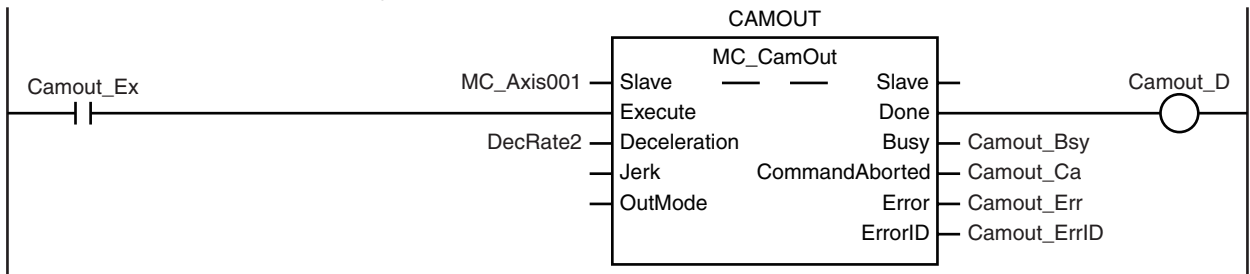 CAMOUT
MC_CamOut
Camout_Ex
MC_Axis001 Slave Slave Camout_D
Execute Done
DecRate2 Deceleration Busy Camout_Bsy
Jerk CommandAborted Camout_Ca
OutMode Error Camout_Err
ErrorID Camout_ErrID